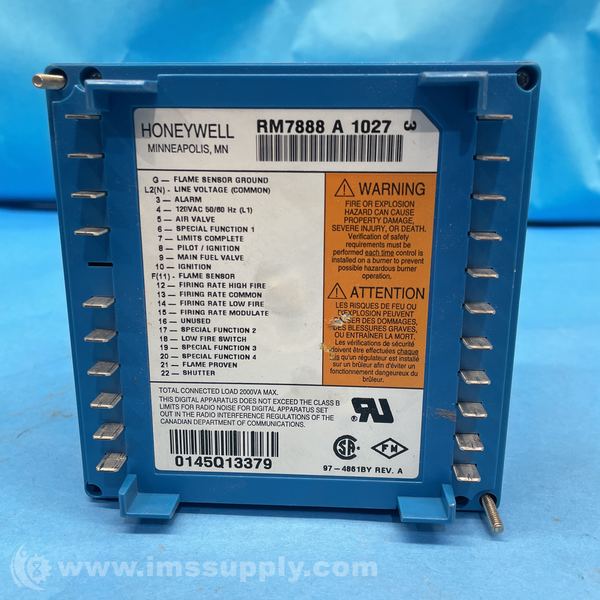 HONEYWELL
MINNEAPOLIS, MN
RM7888 A 1027 3
G — FLAME SENSOR GROUND
L2(N) - LINE VOLTAGE (COMMON)
3 — ALARM
4 — 120VAC 50/60 Hz (L1)
5 — AIR VALVE
6 — SPECIAL FUNCTION 1
7 — LIMITS COMPLETE
8 — PILOT / IGNITION
9 — MAIN FUEL VALVE
10 — IGNITION
F(11) - FLAME SENSOR
12 — FIRING RATE HIGH FIRE
13 — FIRING RATE COMMON
14 — FIRING RATE LOW FIRE
15 — FIRING RATE MODULATE
16 — UNUSED
17 — SPECIAL FUNCTION 2
18 — LOW FIRE SWITCH
19 — SPECIAL FUNCTION 3
20 — SPECIAL FUNCTION 4
21 — FLAME PROVEN
22 — SHUTTER
WARNING
FIRE OR EXPLOSION
HAZARD CAN CAUSE
PROPERTY DAMAGE,
SEVERE INJURY, OR DEATH.
Verification of safety
requirements must be
performed each time control is
installed on a burner to prevent
possible hazardous burner
operation.
ATTENTION
LES RISQUES DE FEU OU
D'EXPLOSION PEUVENT
DES DOMMAGES,
DES BLESSURES GRAVES,
OU ENTRAINER LA MORT.
Les vérifications de sécurité
doivent être effectuées chaque
fois qu'un régulateur est installé
sur un brûleur afin d'éviter un
fonctionnement dangereux du
brûleur.
TOTAL CONNECTED LOAD 2000VA MAX.
THIS DIGITAL APPARATUS DOES NOT EXCEED THE CLASS B
LIMITS FOR RADIO NOISE FOR DIGITAL APPARATUS SET
OUT IN THE RADIO INTERFERENCE REGULATIONS OF THE
CANADIAN DEPARTMENT OF COMMUNICATIONS.
0145Q13379
97-4861BY REV. A
© www.imssupply.com